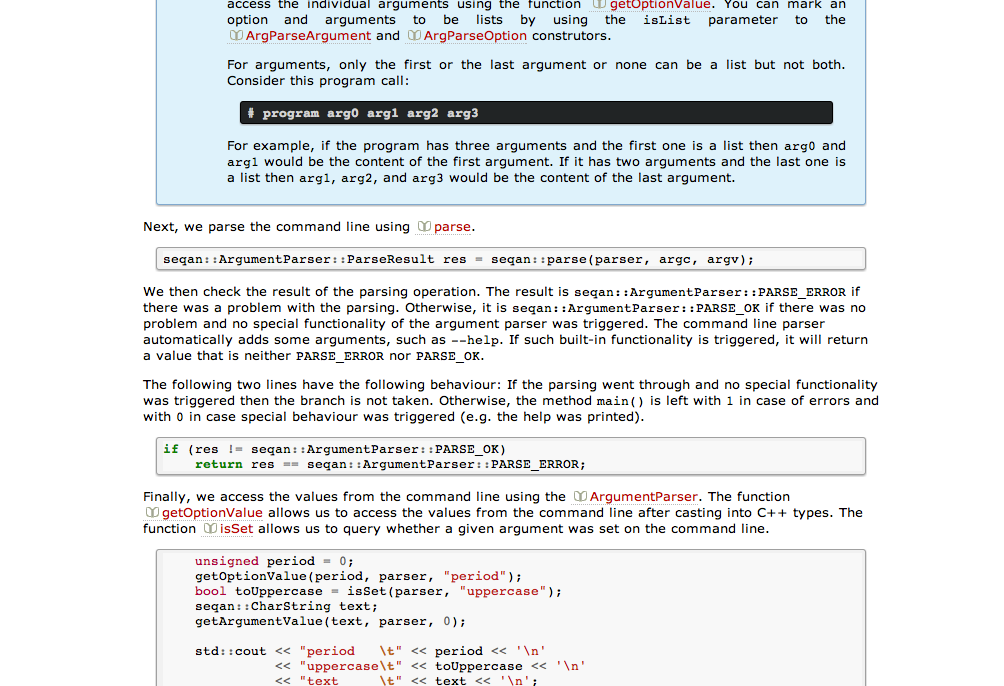 access the individual arguments using the function getOptionValue. You can mark an
option and arguments to be lists by using the isList parameter to the
ArgParseArgument and ArgParseOption construtors.
For arguments, only the first or the last argument or none can be a list but not both.
Consider this program call:
# program arg0 arg1 arg2 arg3
For example, if the program has three arguments and the first one is a list then arg0 and
arg1 would be the content of the first argument. If it has two arguments and the last one is
a list then arg1, arg2, and arg3 would be the content of the last argument.
Next, we parse the command line using parse.
seqan::ArgumentParser::ParseResult res = seqan::parse(parser, argc, argv);
We then check the result of the parsing operation. The result is seqan::ArgumentParser::PARSE_ERROR if
there was a problem with the parsing. Otherwise, it is seqan::ArgumentParser::PARSE_OK if there was no
problem and no special functionality of the argument parser was triggered. The command line parser
automatically adds some arguments, such as --help. If such built-in functionality is triggered, it will return
a value that is neither PARSE_ERROR nor PARSE_OK.
The following two lines have the following behaviour: If the parsing went through and no special functionality
was triggered then the branch is not taken. Otherwise, the method main() is left with 1 in case of errors and
with 0 in case special behaviour was triggered (e.g. the help was printed).
if (res != seqan::ArgumentParser::PARSE_OK)
    return res == seqan::ArgumentParser::PARSE_ERROR;
Finally, we access the values from the command line using the ArgumentParser. The function
getOptionValue allows us to access the values from the command line after casting into C++ types. The
function isSet allows us to query whether a given argument was set on the command line.
    unsigned period = 0;
    getOptionValue(period, parser, "period");
    bool toUppercase = isSet(parser, "uppercase");
    seqan::CharString text;
    getArgumentValue(text, parser, 0);
    std::cout << "period   \t" << period << '\n'
              << "uppercase\t" << toUppercase << '\n'
              << "text     \t" << text << '\n';